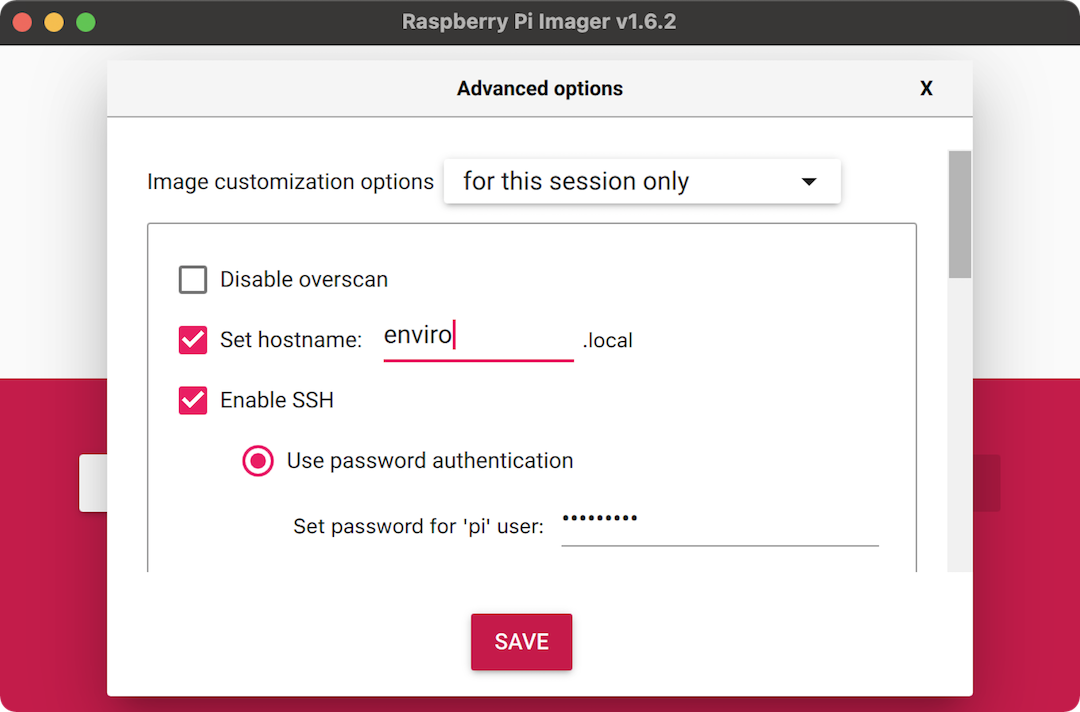 Raspberry Pi Imager v1.6.2
Advanced options X
Image customization options for this session only
Disable overscan
Set hostname: enviro .local
Enable SSH
Use password authentication
Set password for 'pi' user: •••••••••
SAVE